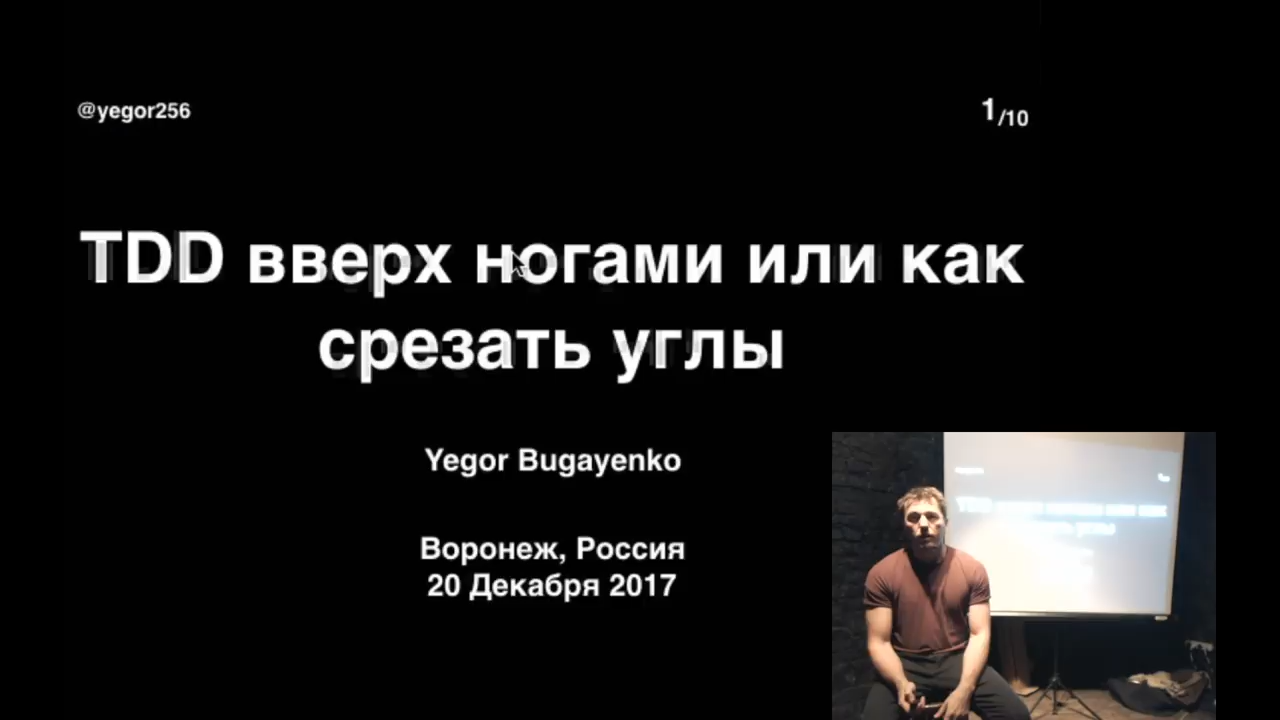 @yegor256
1/10
TDD вверх ногами или как
срезать углы
Yegor Bugayenko
Воронеж, Россия
20 Декабря 2017